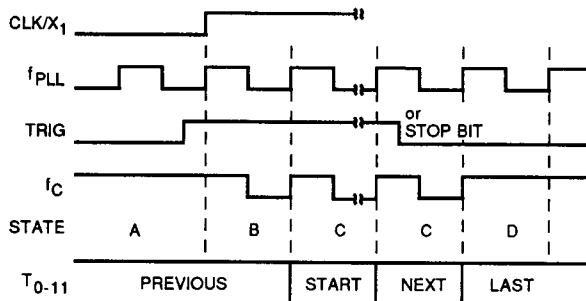 CLK/X1
fPLL
TRIG
or
STOP BIT
fC
STATE A B C C D
T0-11 PREVIOUS START NEXT LAST